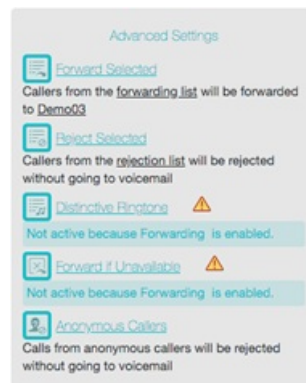 Advanced Settings
Forward Selected
Callers from the forwarding list will be forwarded
to Demo03
Reject Selected
Callers from the rejection list will be rejected
without going to voicemail
Distinctive Ringtone
Not active because Forwarding is enabled.
Forward if Unavailable
Not active because Forwarding is enabled.
Anonymous Callers
Calls from anonymous callers will be rejected
without going to voicemail